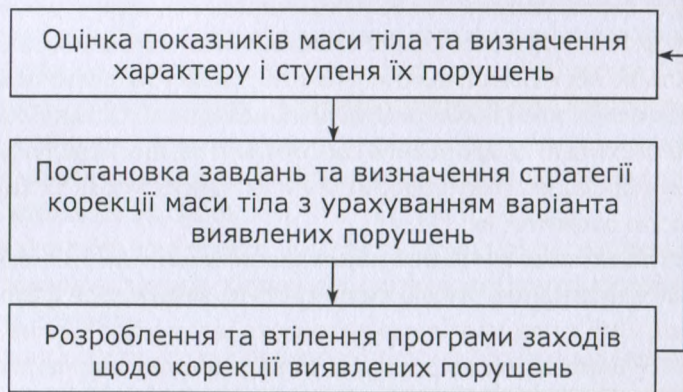 Оцінка показників маси тіла та визначення
характеру і ступеня їх порушень
Постановка завдань та визначення стратегії
корекції маси тіла з урахуванням варіанта
виявлених порушень
Розроблення та втілення програми заходів
щодо корекції виявлених порушень